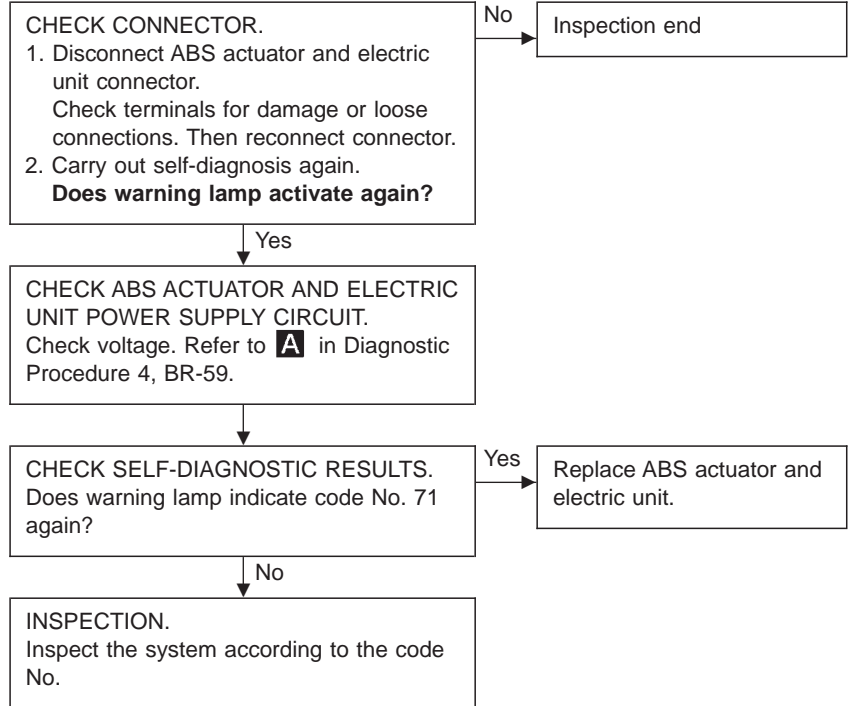 CHECK CONNECTOR.
1. Disconnect ABS actuator and electric
unit connector.
Check terminals for damage or loose
connections. Then reconnect connector.
2. Carry out self-diagnosis again.
Does warning lamp activate again?
No
Inspection end
Yes
CHECK ABS ACTUATOR AND ELECTRIC
UNIT POWER SUPPLY CIRCUIT.
Check voltage. Refer to A in Diagnostic
Procedure 4, BR-59.
CHECK SELF-DIAGNOSTIC RESULTS.
Does warning lamp indicate code No. 71
again?
Yes
Replace ABS actuator and
electric unit.
No
INSPECTION.
Inspect the system according to the code
No.